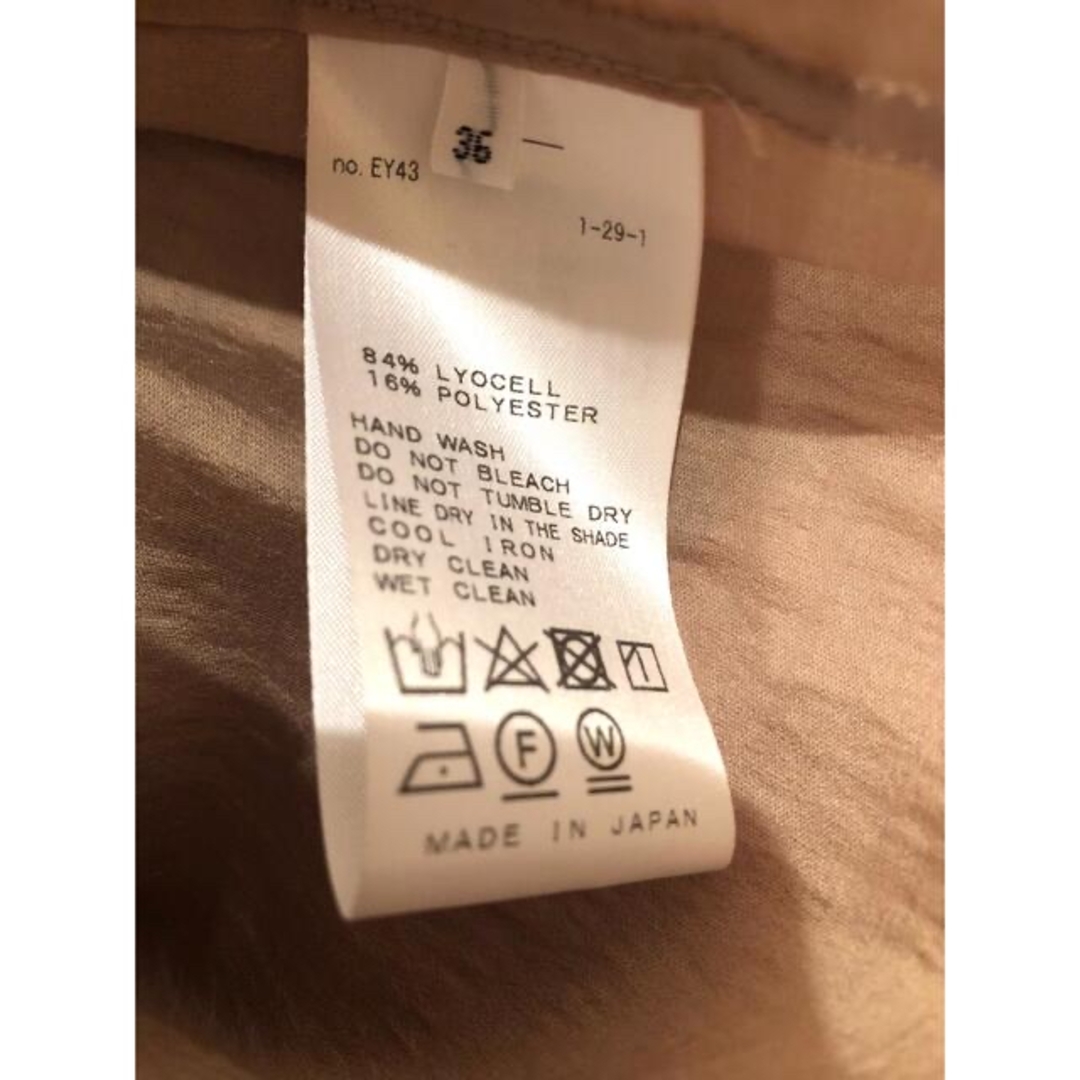 36
no. EY43
1-29-1
84% LYOCELL
16% POLYESTER
HAND WASH
DO NOT BLEACH
DO NOT TUMBLE DRY
LINE DRY IN THE SHADE
COOL IRON
DRY CLEAN
WET CLEAN
F W
MADE IN JAPAN